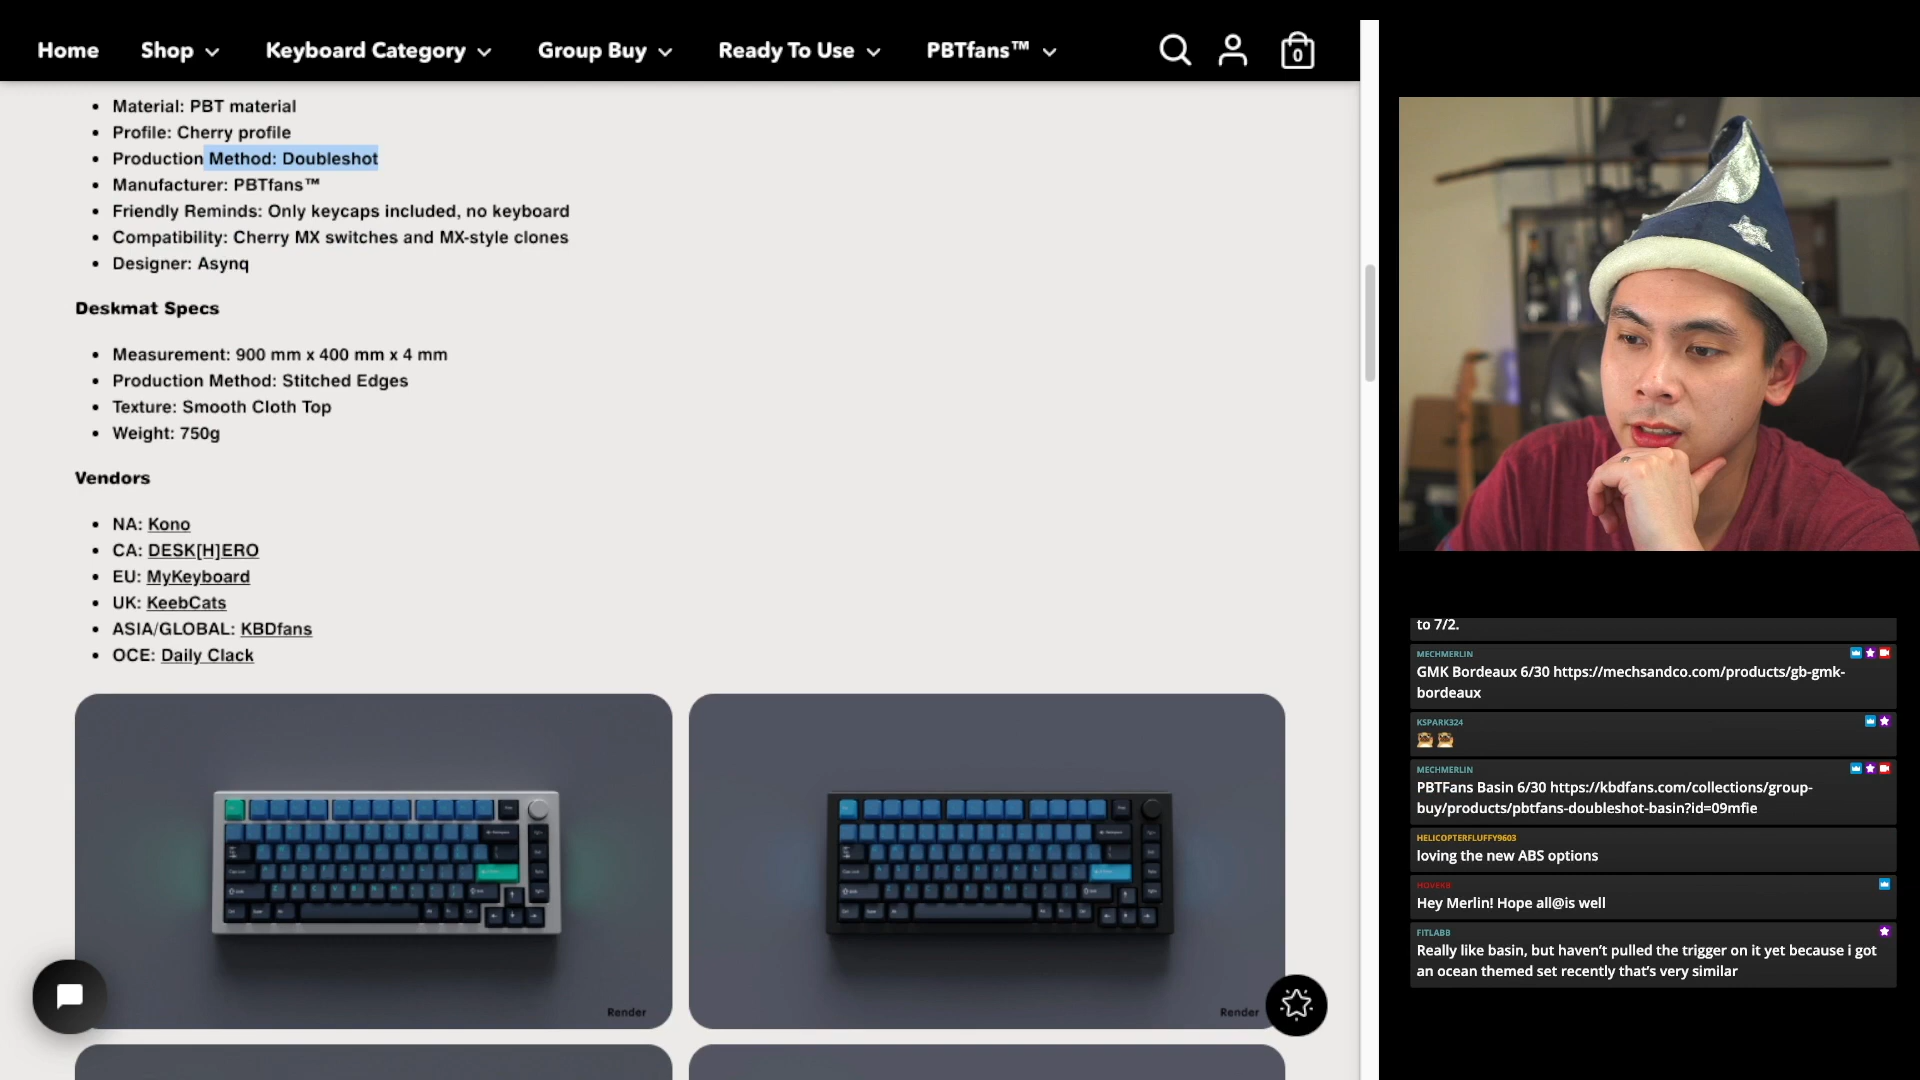 Home
Shop
Keyboard Category
Group Buy
Ready To Use
PBTfans™
0
Material: PBT material
Profile: Cherry profile
Production Method: Doubleshot
Manufacturer: PBTfans™
Friendly Reminds: Only keycaps included, no keyboard
Compatibility: Cherry MX switches and MX-style clones
Designer: Asynq
Deskmat Specs
Measurement: 900 mm x 400 mm x 4 mm
Production Method: Stitched Edges
Texture: Smooth Cloth Top
Weight: 750g
Vendors
NA: Kono
CA: DESK[H]ERO
EU: MyKeyboard
UK: KeebCats
ASIA/GLOBAL: KBDfans
OCE: Daily Clack
Render
Render
to 7/2.
MECHMERLIN
GMK Bordeaux 6/30 https://mechsandco.com/products/gb-gmk-
bordeaux
KSPARK324
MECHMERLIN
PBTFans Basin 6/30 https://kbdfans.com/collections/group-
buy/products/pbtfans-doubleshot-basin?id=09mfie
HELICOPTERFLUFFY9603
loving the new ABS options
Hey Merlin! Hope all@is well
FITLABB
Really like basin, but haven't pulled the trigger on it yet because i got
an ocean themed set recently that's very similar